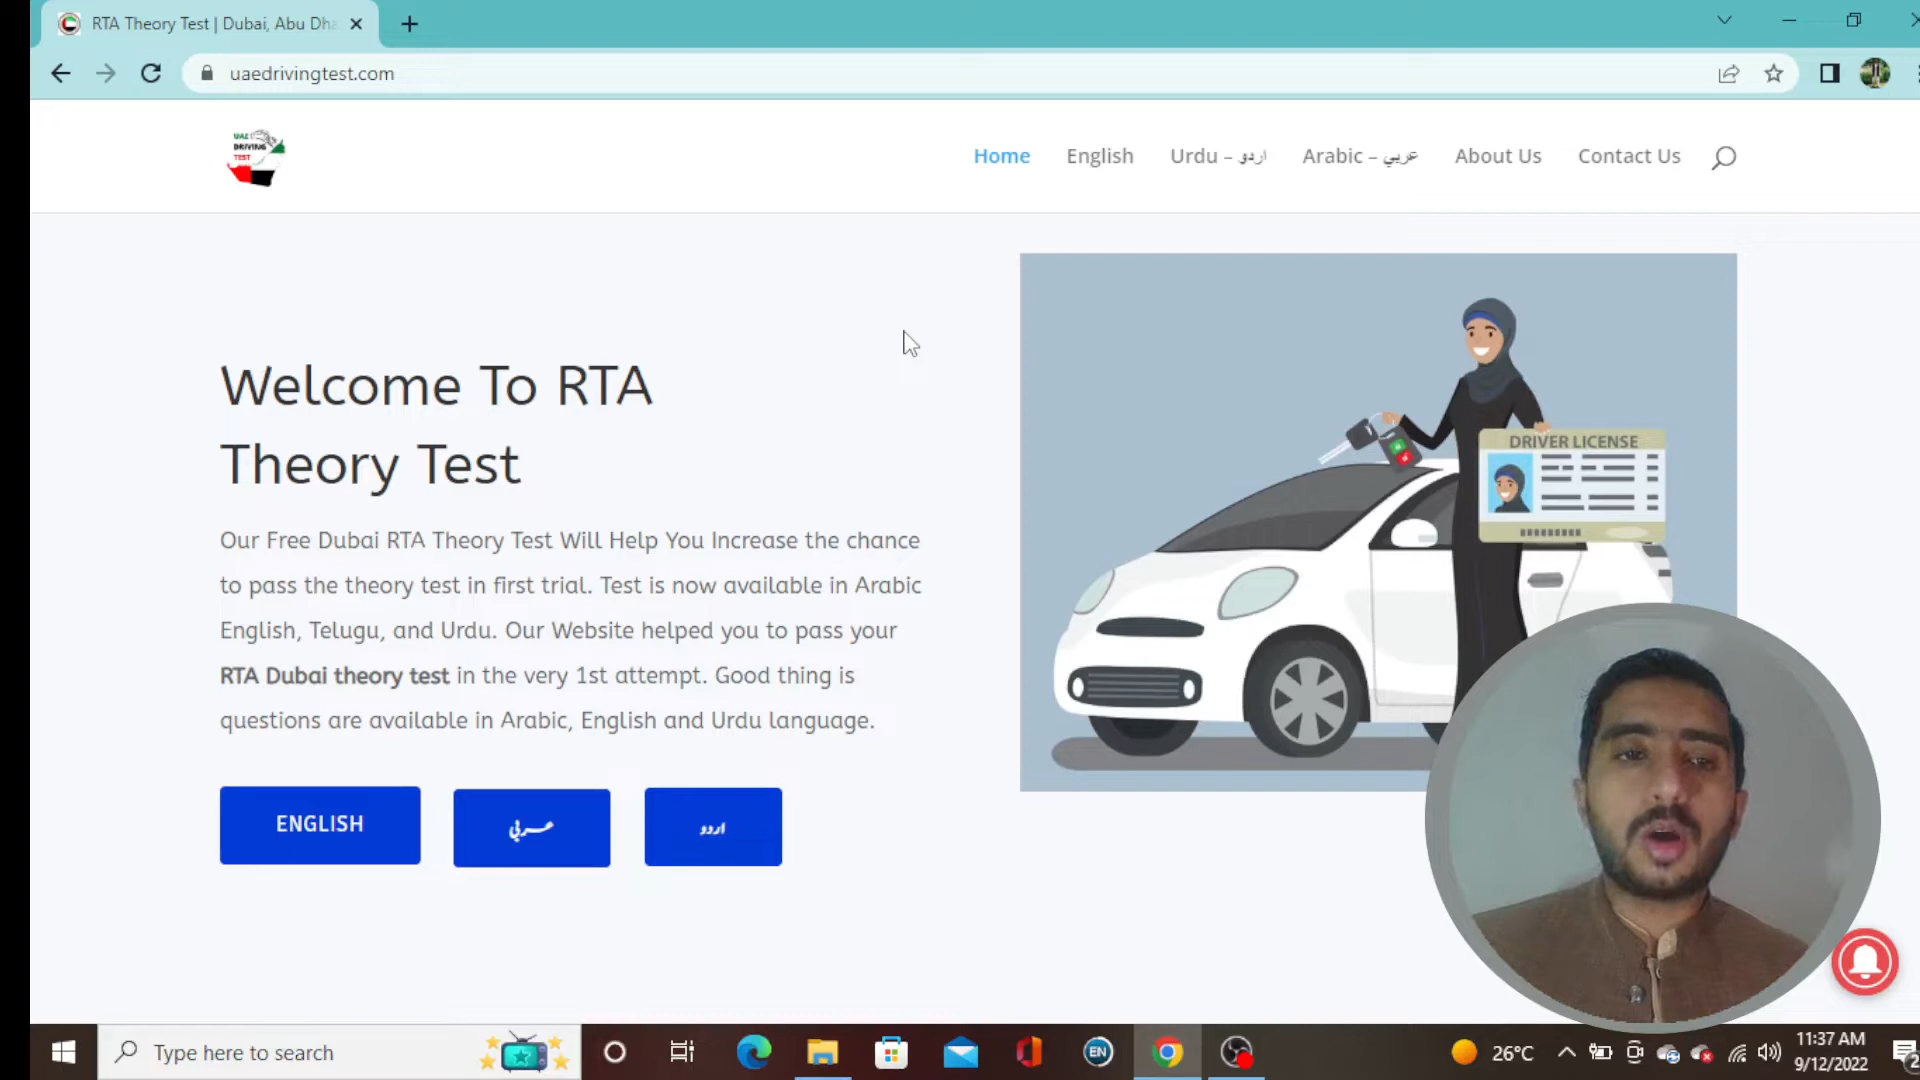 RTA Theory Test | Dubai, Abu Dha
uaedrivingtest.com
UAE
DRIVING
TEST
Home
English
Urdu – اردو
Arabic – عربي
About Us
Contact Us
Welcome To RTA
Theory Test
Our Free Dubai RTA Theory Test Will Help You Increase the chance
to pass the theory test in first trial. Test is now available in Arabic
English, Telugu, and Urdu. Our Website helped you to pass your
RTA Dubai theory test in the very 1st attempt. Good thing is
questions are available in Arabic, English and Urdu language.
ENGLISH
عربي
اردو
DRIVER LICENSE
Type here to search
EN
26°C
11:37 AM
9/12/2022
2